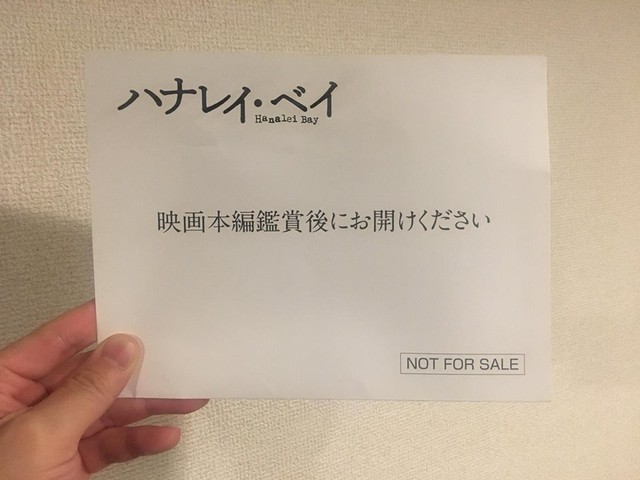 ハナレイ・ベイ
Hanalei Bay
映画本編鑑賞後にお開けください
NOT FOR SALE